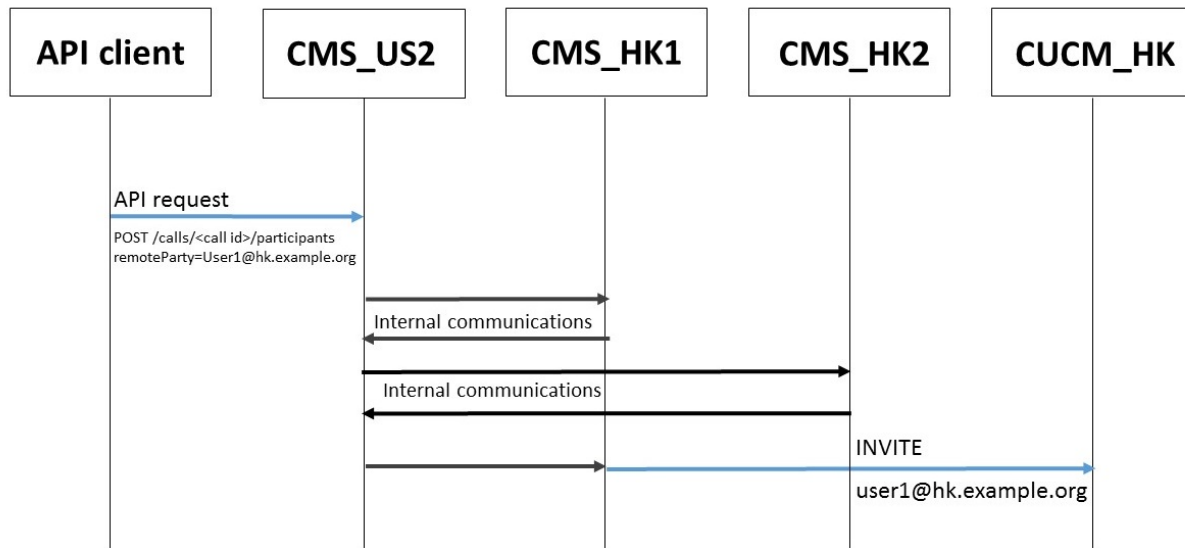 API client
CMS_US2
CMS_HK1
CMS_HK2
CUCM_HK
API request
POST /calls/<call id>/participants
remoteParty=User1@hk.example.org
Internal communications
Internal communications
INVITE
user1@hk.example.org